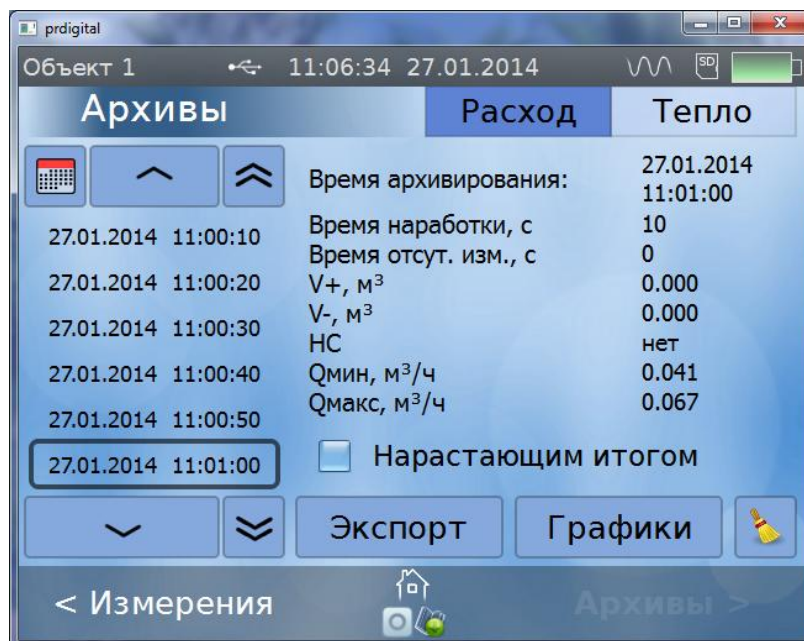 prdigital
Объект 1 11:06:34 27.01.2014 SD
Архивы Расход Тепло
Время архивирования: 27.01.2014 11:01:00
Время наработки, с 10
Время отсут. изм., с 0
V+, м³ 0.000
V-, м³ 0.000
НС нет
Qмин, м³/ч 0.041
Qмакс, м³/ч 0.067
27.01.2014 11:00:10
27.01.2014 11:00:20
27.01.2014 11:00:30
27.01.2014 11:00:40
27.01.2014 11:00:50
27.01.2014 11:01:00
Нарастающим итогом
Экспорт Графики
< Измерения Архивы >